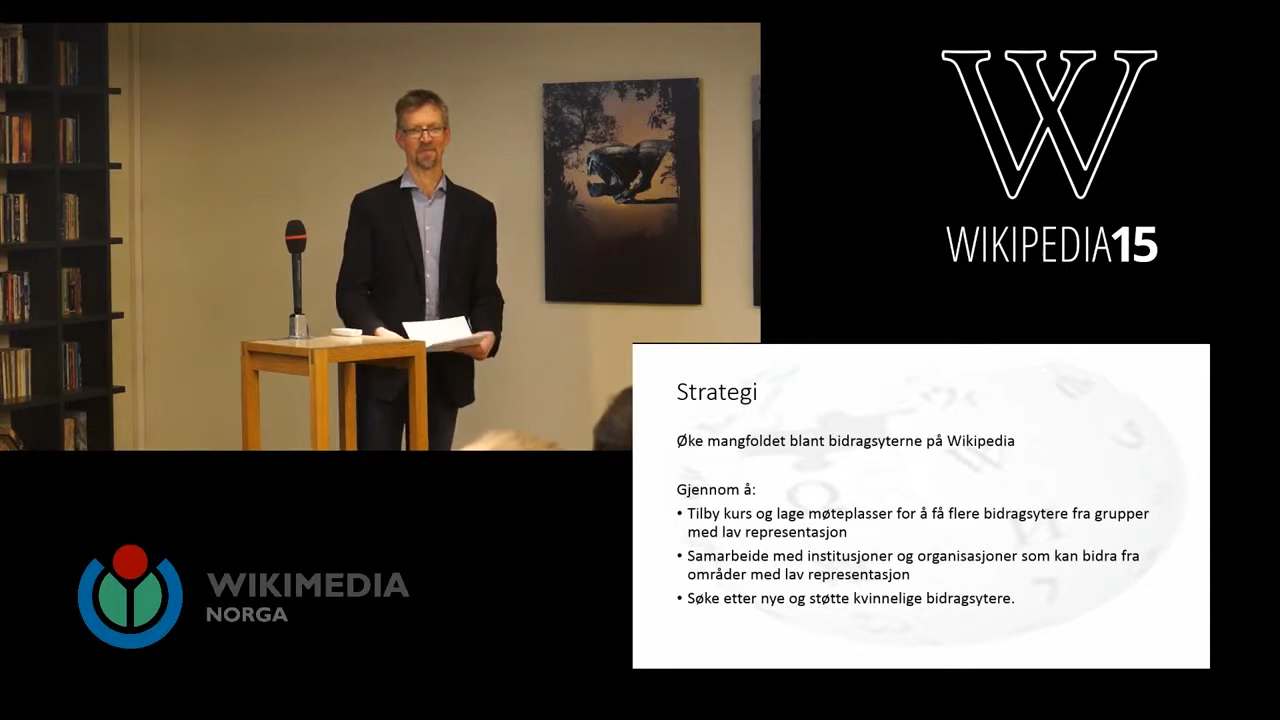 WIKIPEDIA15
Strategi
Øke mangfoldet blant bidragsyterne på Wikipedia
Gjennom å:
• Tilby kurs og lage møteplasser for å få flere bidragsytere fra grupper
med lav representasjon
• Samarbeide med institusjoner og organisasjoner som kan bidra fra
områder med lav representasjon
• Søke etter nye og støtte kvinnelige bidragsytere.
WIKIMEDIA
NORGA